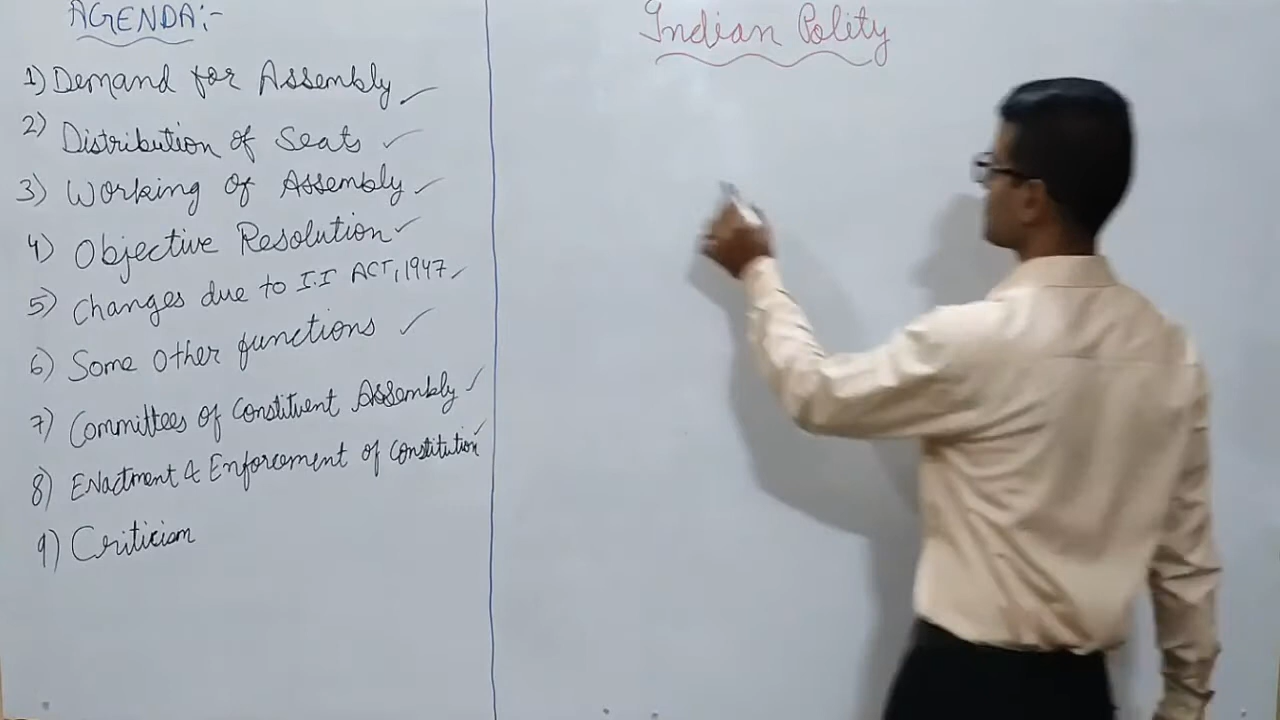 AGENDA:-
1) Demand for Assembly
2) Distribution of Seats
3) Working of Assembly
4) Objective Resolution
5) Changes due to I.I ACT, 1947
6) Some Other functions
7) Committees of Constituent Assembly
8) Enactment & Enforcement of Constitution
9) Criticism
Indian Polity